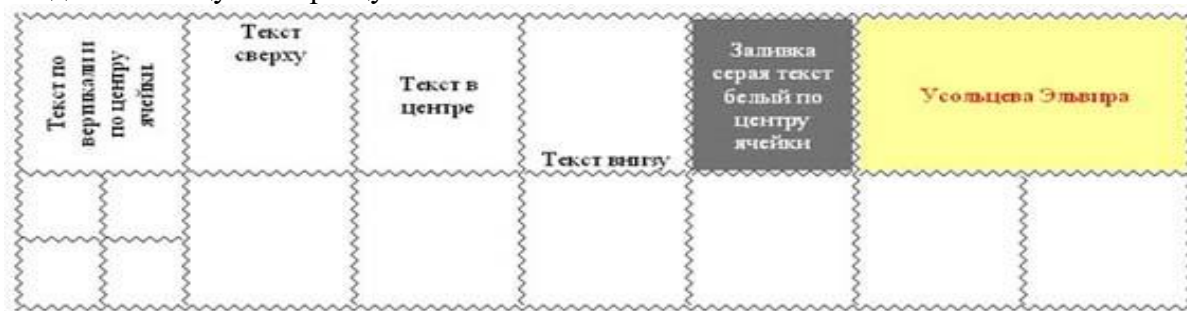 Текст по
вертикали и
по центру
ячейки.
Текст
сверху
Текст в
центре
Текст внизу
Заливка
серая текст
белый по
центру
ячейки
Усольцева Эльвира